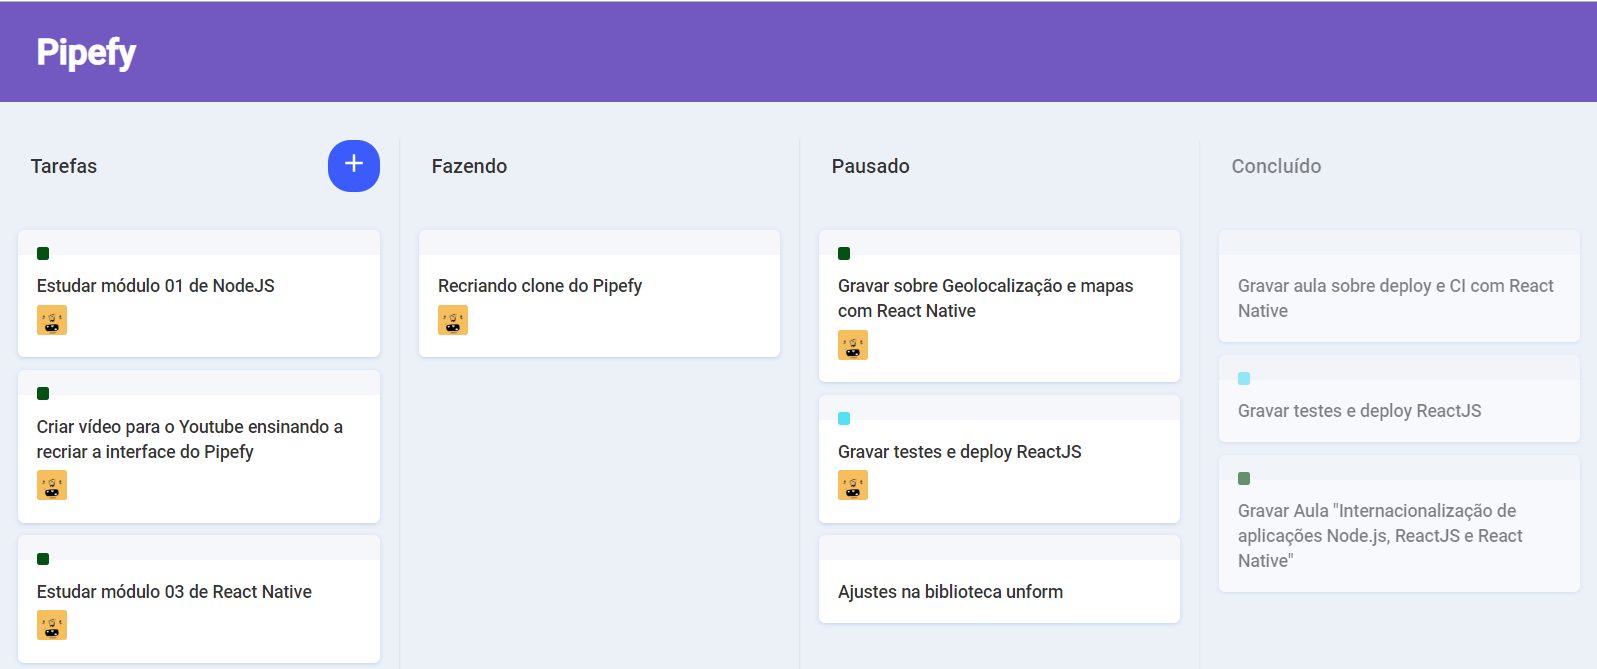 Pipefy
Tarefas
Estudar módulo 01 de NodeJS
Criar vídeo para o Youtube ensinando a
recriar a interface do Pipefy
Estudar módulo 03 de React Native
Fazendo
Recriando clone do Pipefy
Pausado
Gravar sobre Geolocalização e mapas
com React Native
Gravar testes e deploy ReactJS
Ajustes na biblioteca unform
Concluído
Gravar aula sobre deploy e CI com React
Native
Gravar testes e deploy ReactJS
Gravar Aula "Internacionalização de
aplicações Node.js, ReactJS e React
Native"